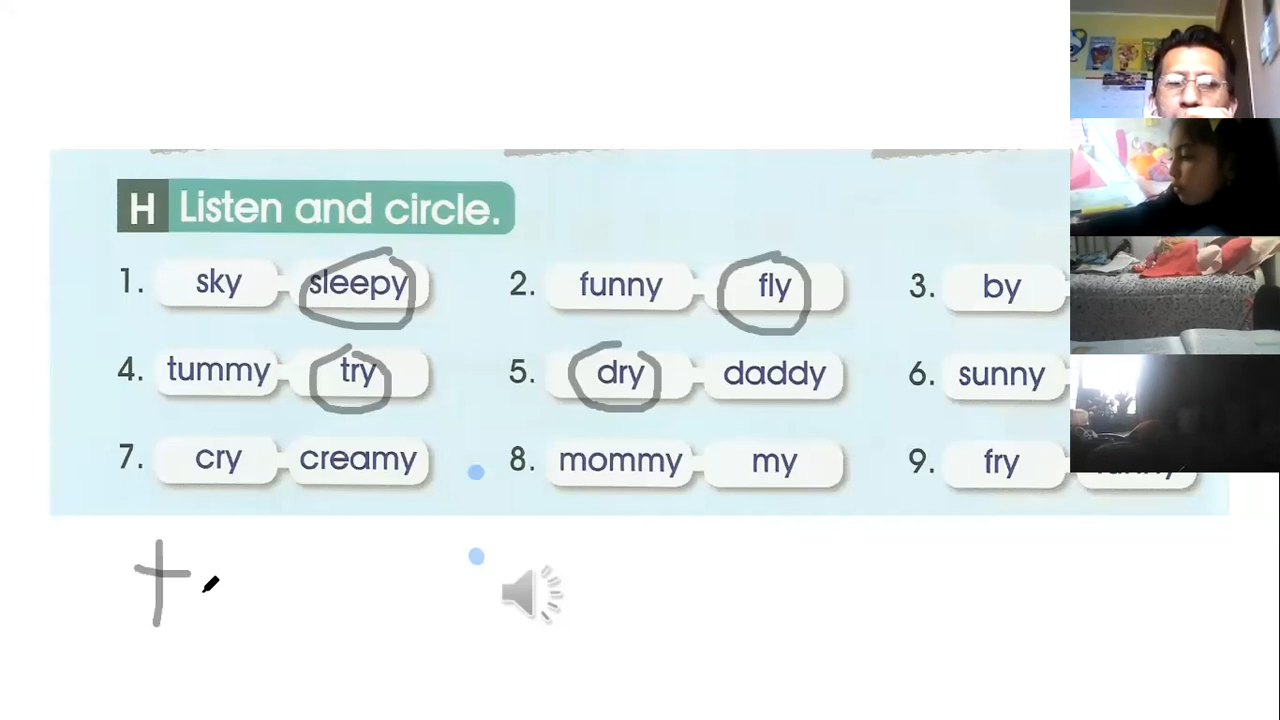 H Listen and circle.
1. sky sleepy 2. funny fly 3. by
4. tummy try 5. dry daddy 6. sunny
7. cry creamy 8. mommy my 9. fry
t